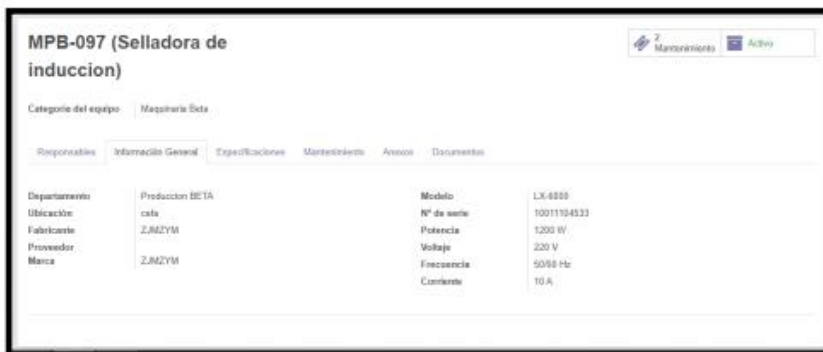 MPB-097 (Selladora de
induccion)
2
Mantenimiento
Activo
Categoría del equipo Maquinaria Beta
Responsables Información General Especificaciones Mantenimiento Anexos Documentos
Departamento Produccion BETA
Ubicación
Fabricante ZJMZYM
Proveedor
Marca ZJMZYM
Modelo LX-6000
Nº de serie 10011104533
Potencia 1200 W
Voltaje 220 V
Frecuencia 50/60 Hz
Corriente 10 A